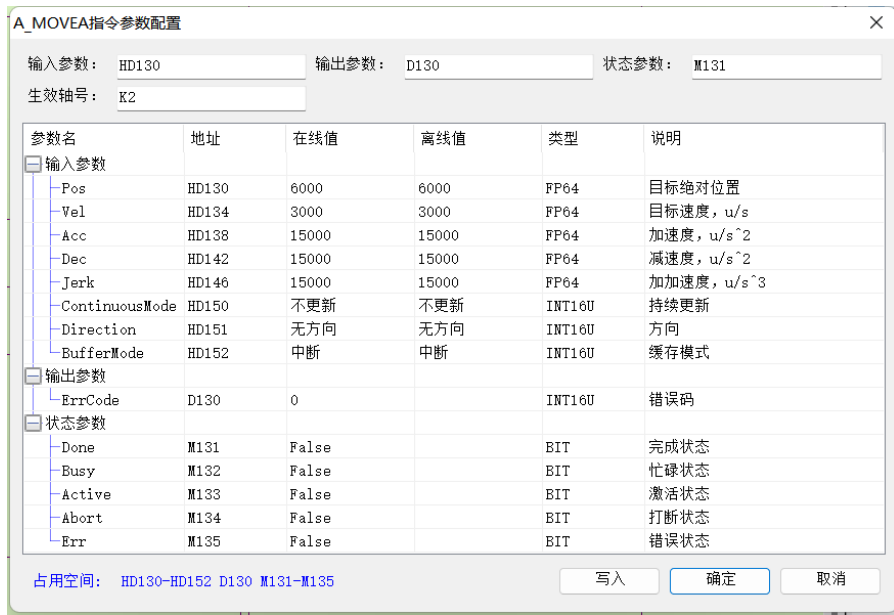 A_MOVEA指令参数配置
输入参数： HD130 输出参数： D130 状态参数： M131
生效轴号： K2
参数名 地址 在线值 离线值 类型 说明
输入参数
Pos HD130 6000 6000 FP64 目标绝对位置
Vel HD134 3000 3000 FP64 目标速度，u/s
Acc HD138 15000 15000 FP64 加速度，u/s^2
Dec HD142 15000 15000 FP64 减速度，u/s^2
Jerk HD146 15000 15000 FP64 加加速度，u/s^3
ContinuousMode HD150 不更新 不更新 INT16U 持续更新
Direction HD151 无方向 无方向 INT16U 方向
BufferMode HD152 中断 中断 INT16U 缓存模式
输出参数
ErrCode D130 0 INT16U 错误码
状态参数
Done M131 False BIT 完成状态
Busy M132 False BIT 忙碌状态
Active M133 False BIT 激活状态
Abort M134 False BIT 打断状态
Err M135 False BIT 错误状态
占用空间： HD130-HD152 D130 M131-M135 写入 确定 取消